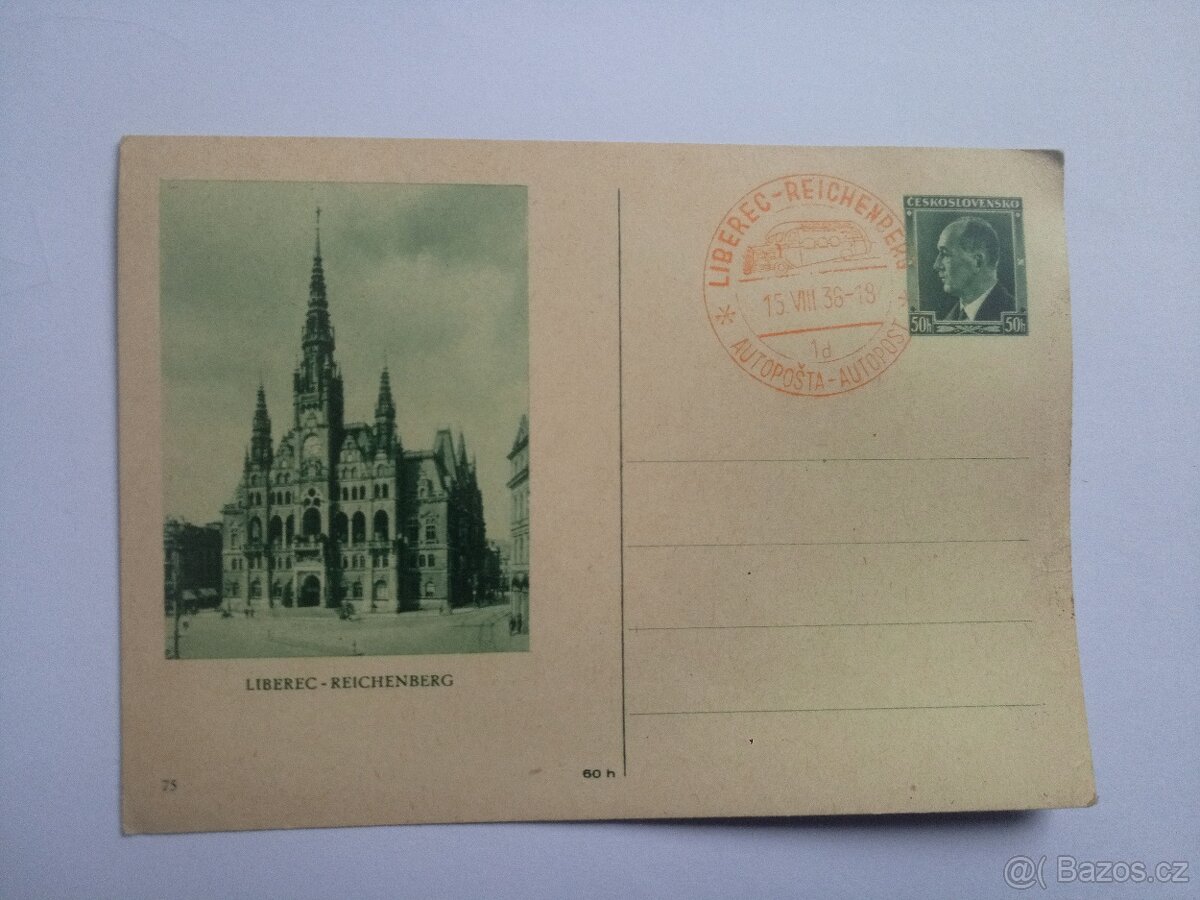 LIBEREC-REICHENBERG
15.VIII.36-18
1d
AUTOPOŠTA-AUTOPOST
ČESKOSLOVENSKO
50h 50h
LIBEREC-REICHENBERG
60 h
75
@( Bazos.cz